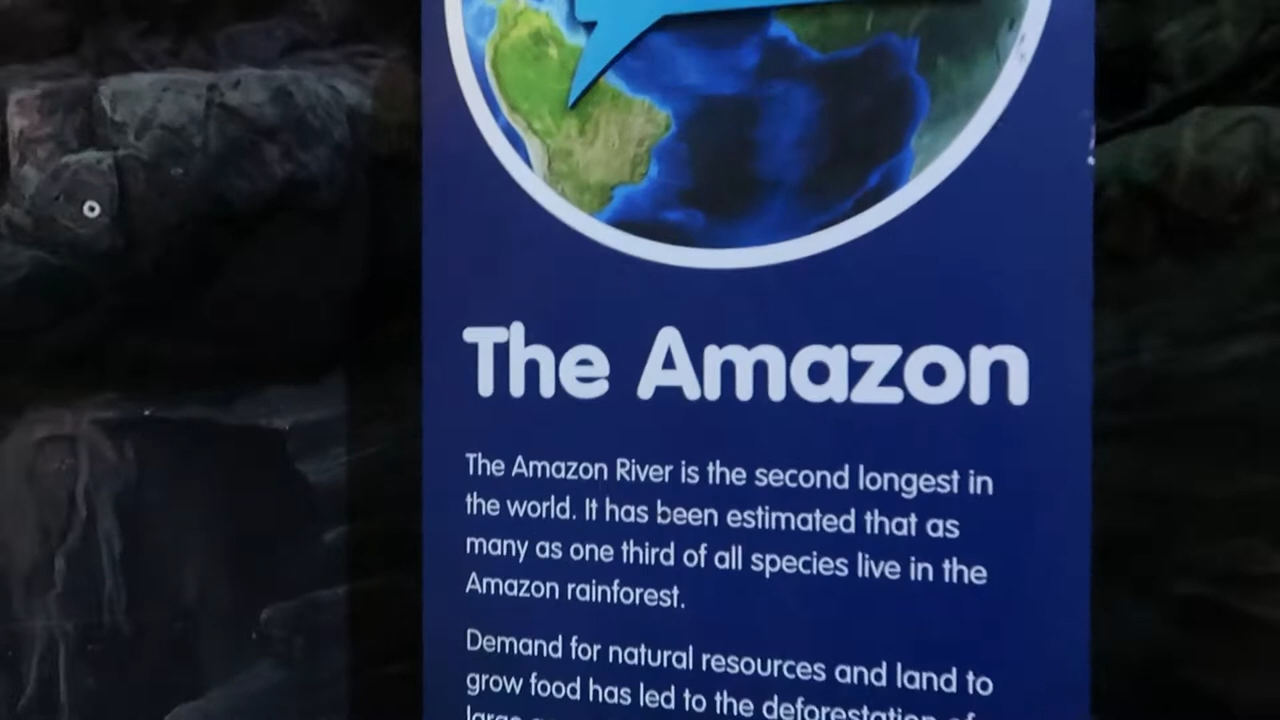 The Amazon
The Amazon River is the second longest in
the world. It has been estimated that as
many as one third of all species live in the
Amazon rainforest.
Demand for natural resources and land to
grow food has led to the deforestation of